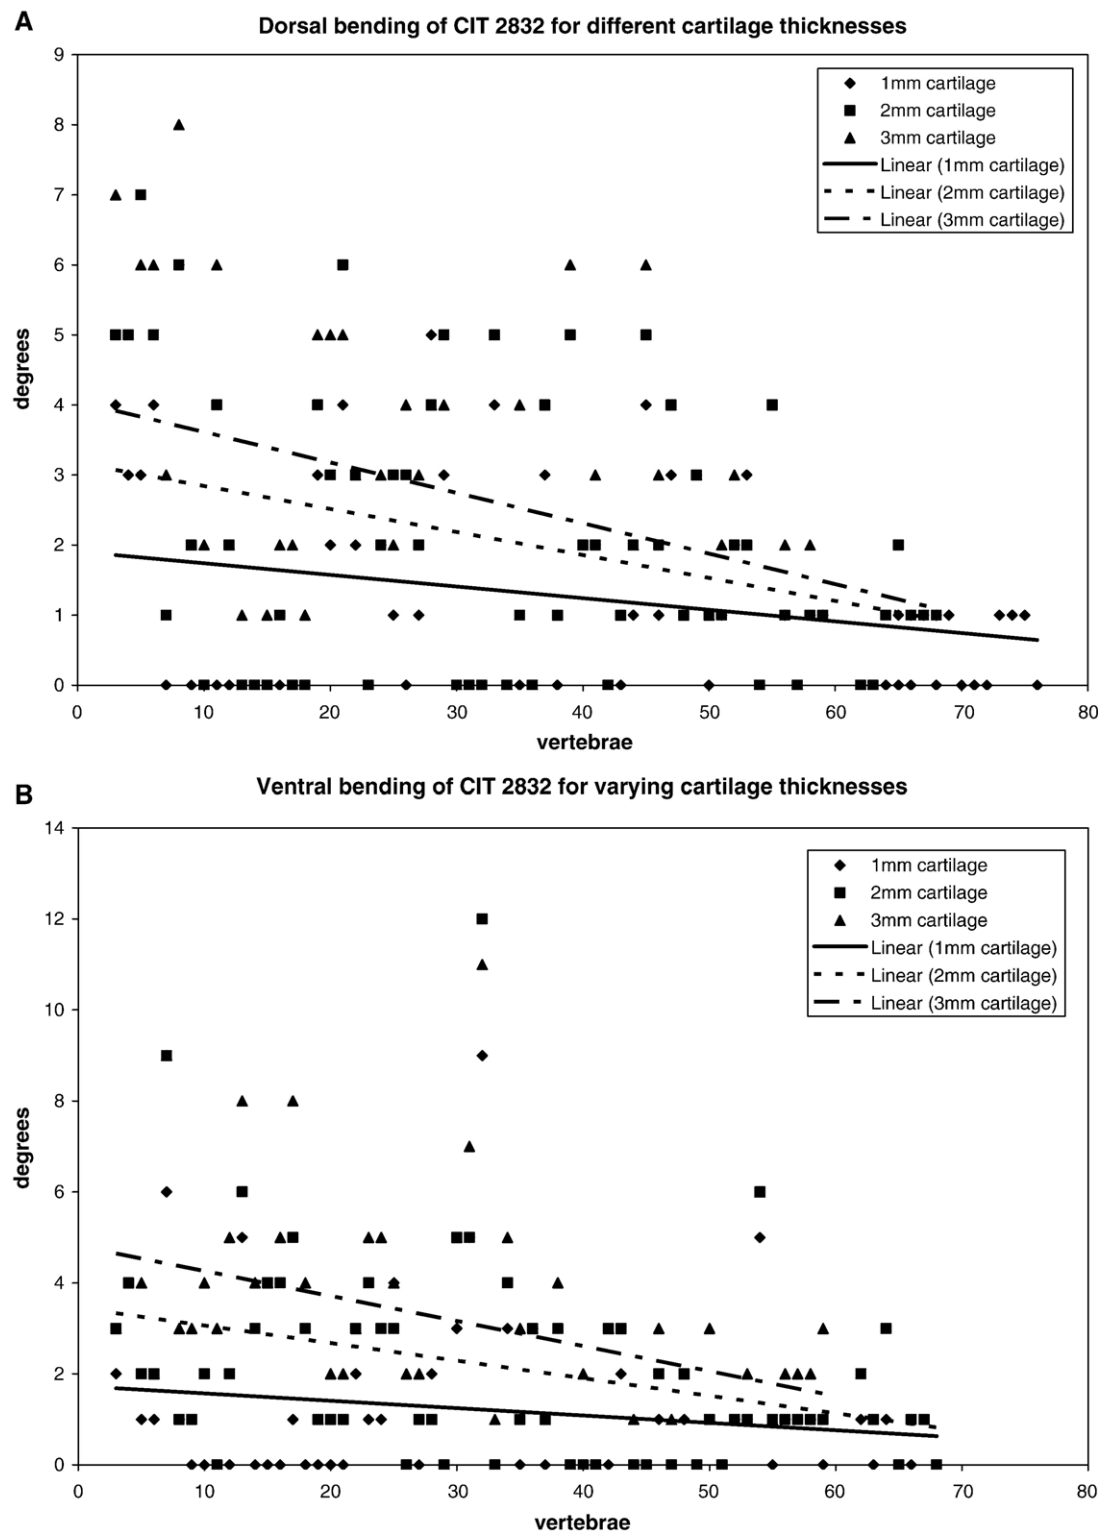 A
Dorsal bending of CIT 2832 for different cartilage thicknesses
9
8
7
6
5
4
3
2
1
0
degrees
1mm cartilage
2mm cartilage
3mm cartilage
Linear (1mm cartilage)
Linear (2mm cartilage)
Linear (3mm cartilage)
0 10 20 30 40 50 60 70 80
vertebrae
B
Ventral bending of CIT 2832 for varying cartilage thicknesses
14
12
10
8
6
4
2
0
degrees
1mm cartilage
2mm cartilage
3mm cartilage
Linear (1mm cartilage)
Linear (2mm cartilage)
Linear (3mm cartilage)
0 10 20 30 40 50 60 70 80
vertebrae